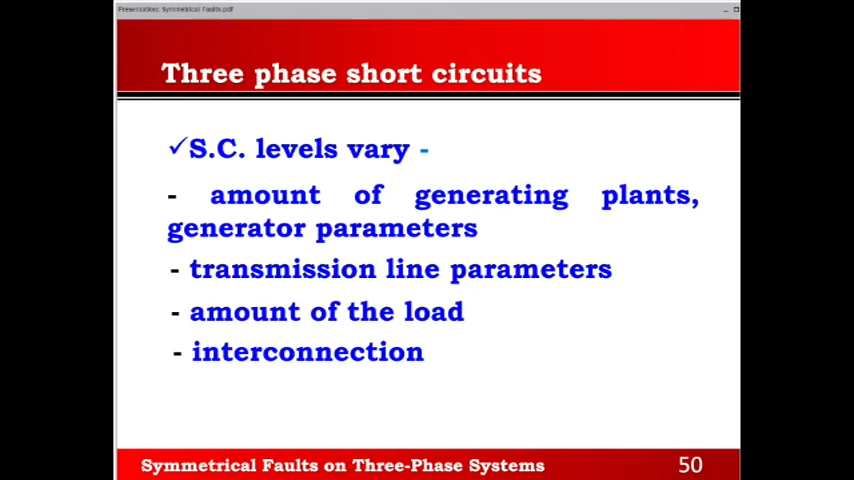 Presentation: Symmetrical Faults.pdf
Three phase short circuits
✓S.C. levels vary -
- amount of generating plants,
generator parameters
- transmission line parameters
- amount of the load
- interconnection
Symmetrical Faults on Three-Phase Systems 50